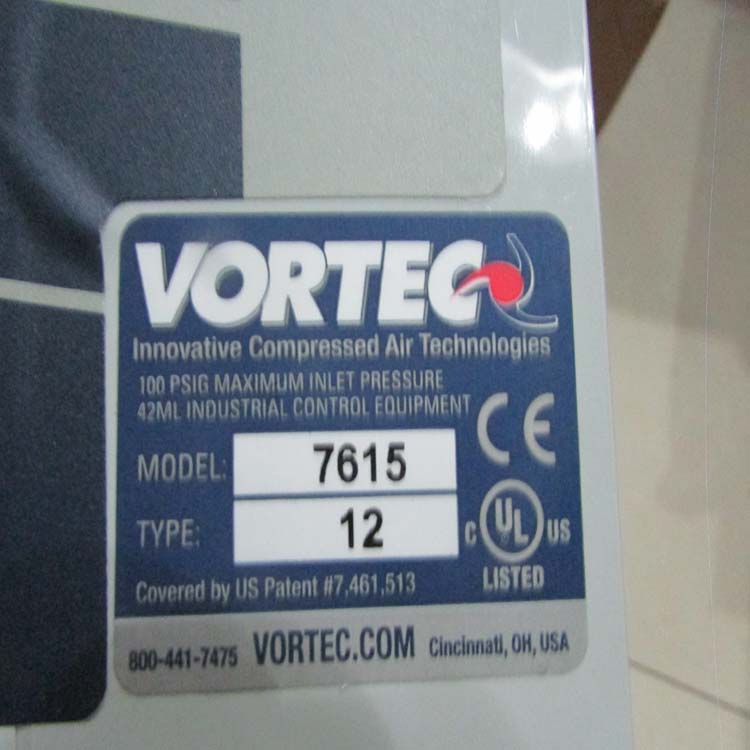 VORTEC
Innovative Compressed Air Technologies
100 PSIG MAXIMUM INLET PRESSURE
42ML INDUSTRIAL CONTROL EQUIPMENT
CE
MODEL: 7615
TYPE: 12
C UL US
LISTED
Covered by US Patent #7,461,513
800-441-7475 VORTEC.COM Cincinnati, OH, USA